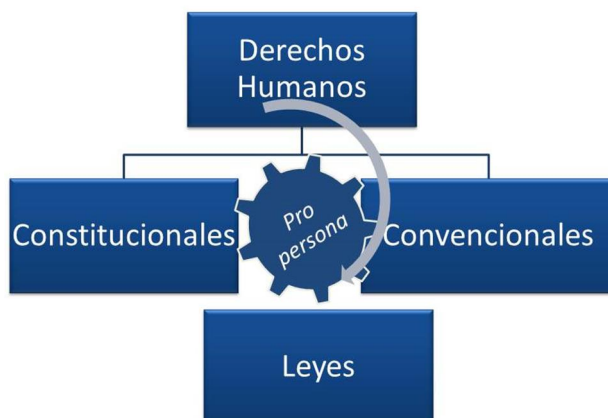 Derechos
Humanos
Constitucionales
Pro
persona
Convencionales
Leyes